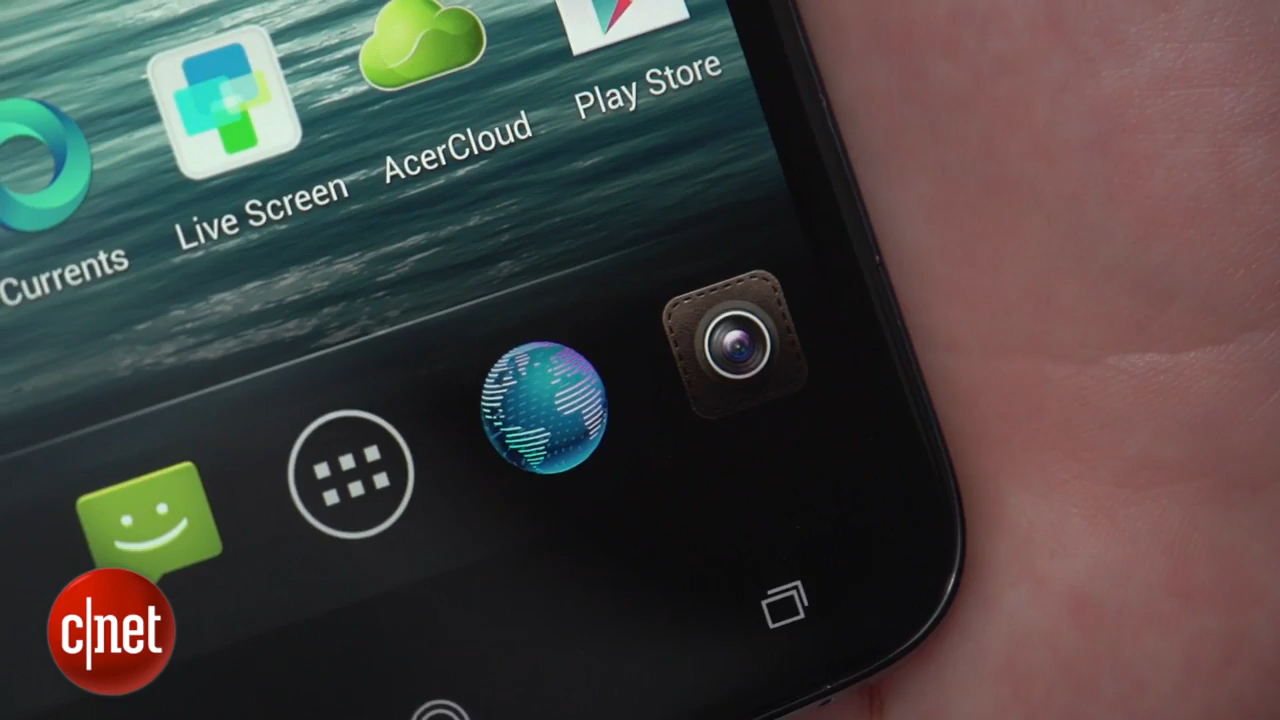 Play Store
AcerCloud
Live Screen
Currents
c|net